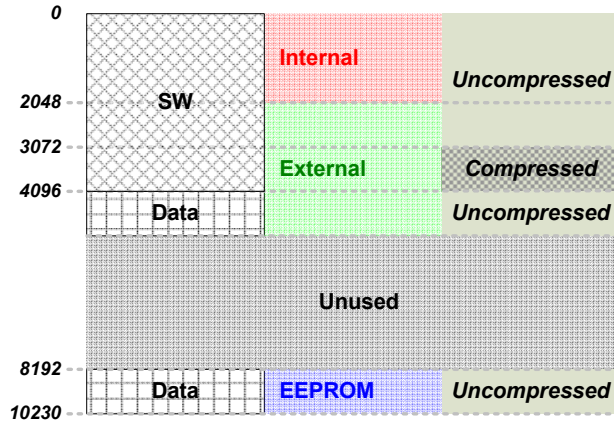 0
Internal
Uncompressed
SW
2048
3072
External
Compressed
4096
Data
Uncompressed
Unused
8192
Data
EEPROM
Uncompressed
10230